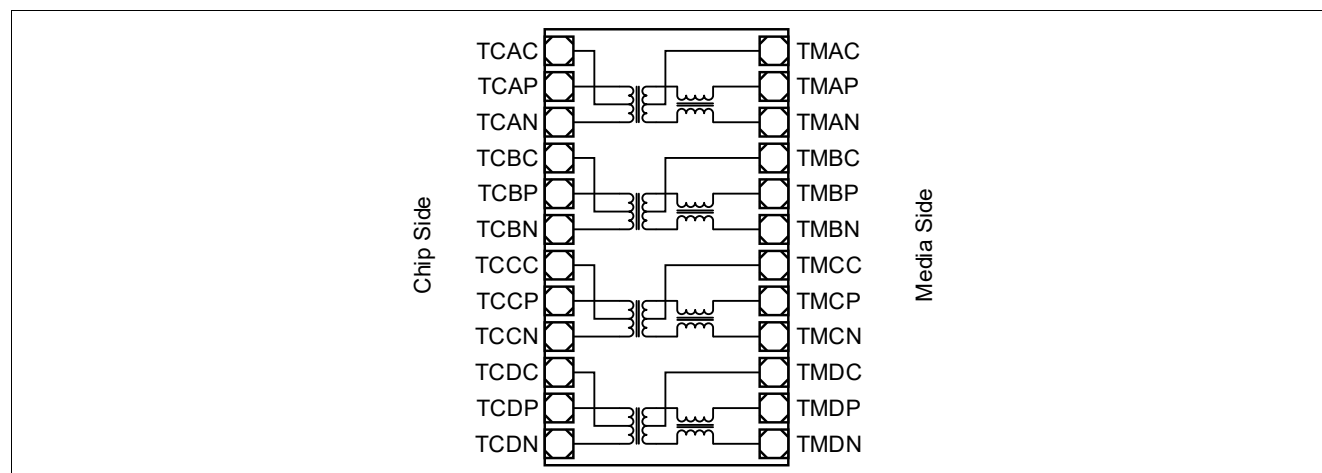 TCAC TMAC
TCAP TMAP
TCAN TMAN
TCBC TMBC
TCBP TMBP
TCBN TMBN
TCCC TMCC
TCCP TMCP
TCCN TMCN
TCDC TMDC
TCDP TMDP
TCDN TMDN
Chip Side
Media Side